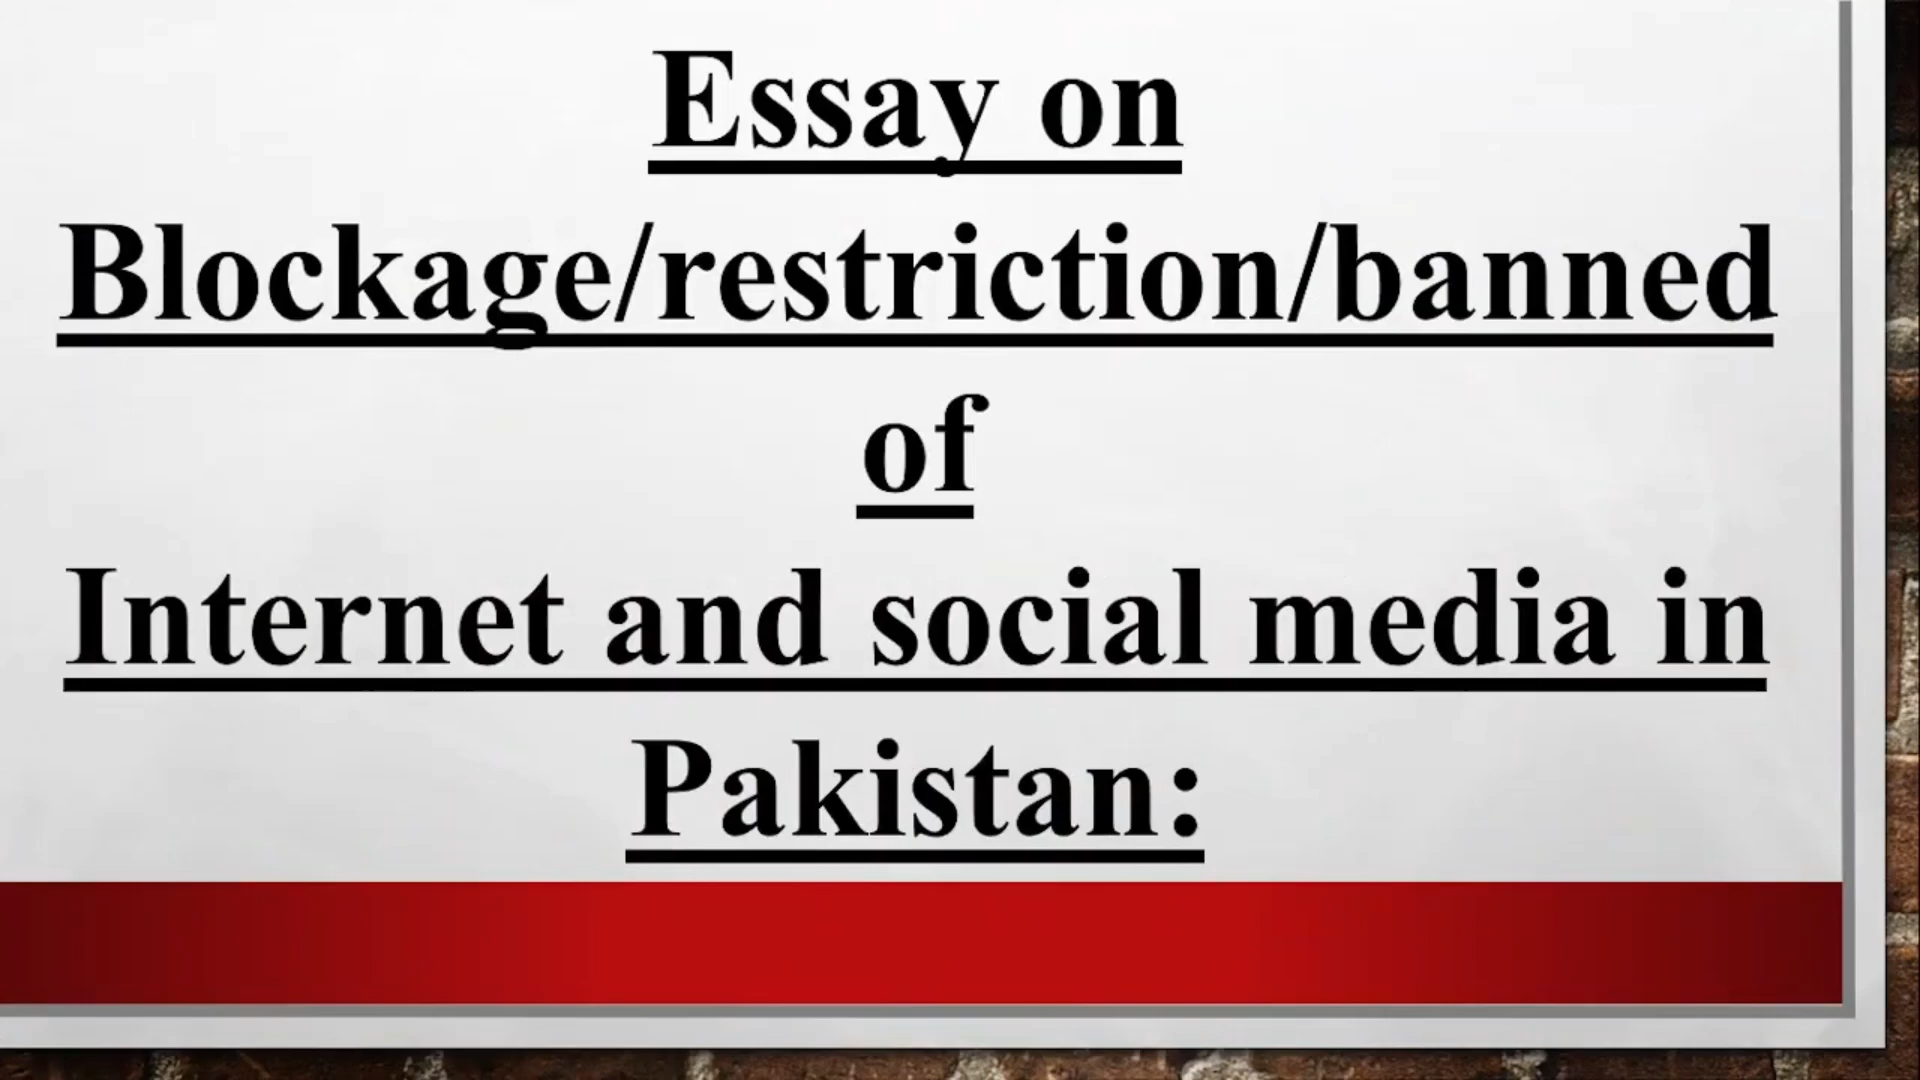 Essay on
Blockage/restriction/banned
of
Internet and social media in
Pakistan: